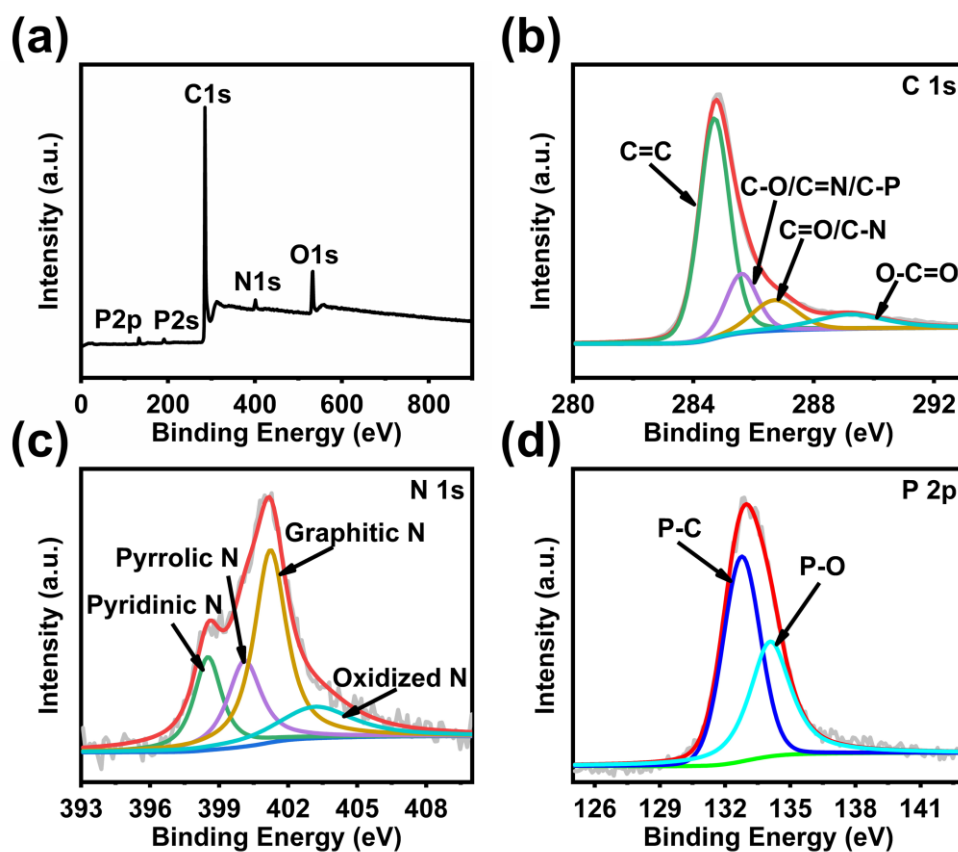 (a)
C1s
P2p
P2s
N1s
O1s
Intensity (a.u.)
0 200 400 600 800
Binding Energy (eV)
(b)
C 1s
C=C
C-O/C=N/C-P
C=O/C-N
O-C=O
Intensity (a.u.)
280 284 288 292
Binding Energy (eV)
(c)
N 1s
Graphitic N
Pyrrolic N
Pyridinic N
Oxidized N
Intensity (a.u.)
393 396 399 402 405 408
Binding Energy (eV)
(d)
P 2p
P-C
P-O
Intensity (a.u.)
126 129 132 135 138 141
Binding Energy (eV)